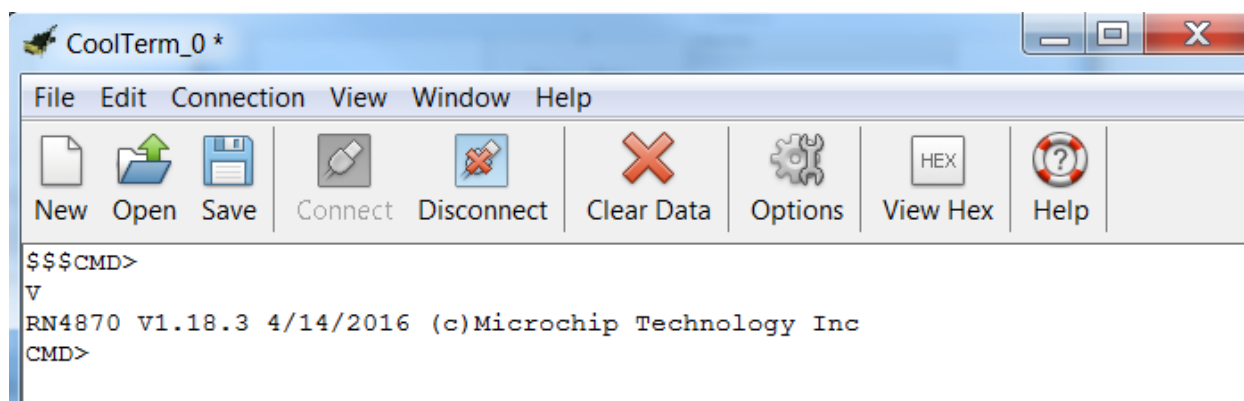 CoolTerm_0 *
File Edit Connection View Window Help
HEX
New Open Save Connect Disconnect Clear Data Options View Hex Help
$$$CMD>
V
RN4870 V1.18.3 4/14/2016 (c)Microchip Technology Inc
CMD>